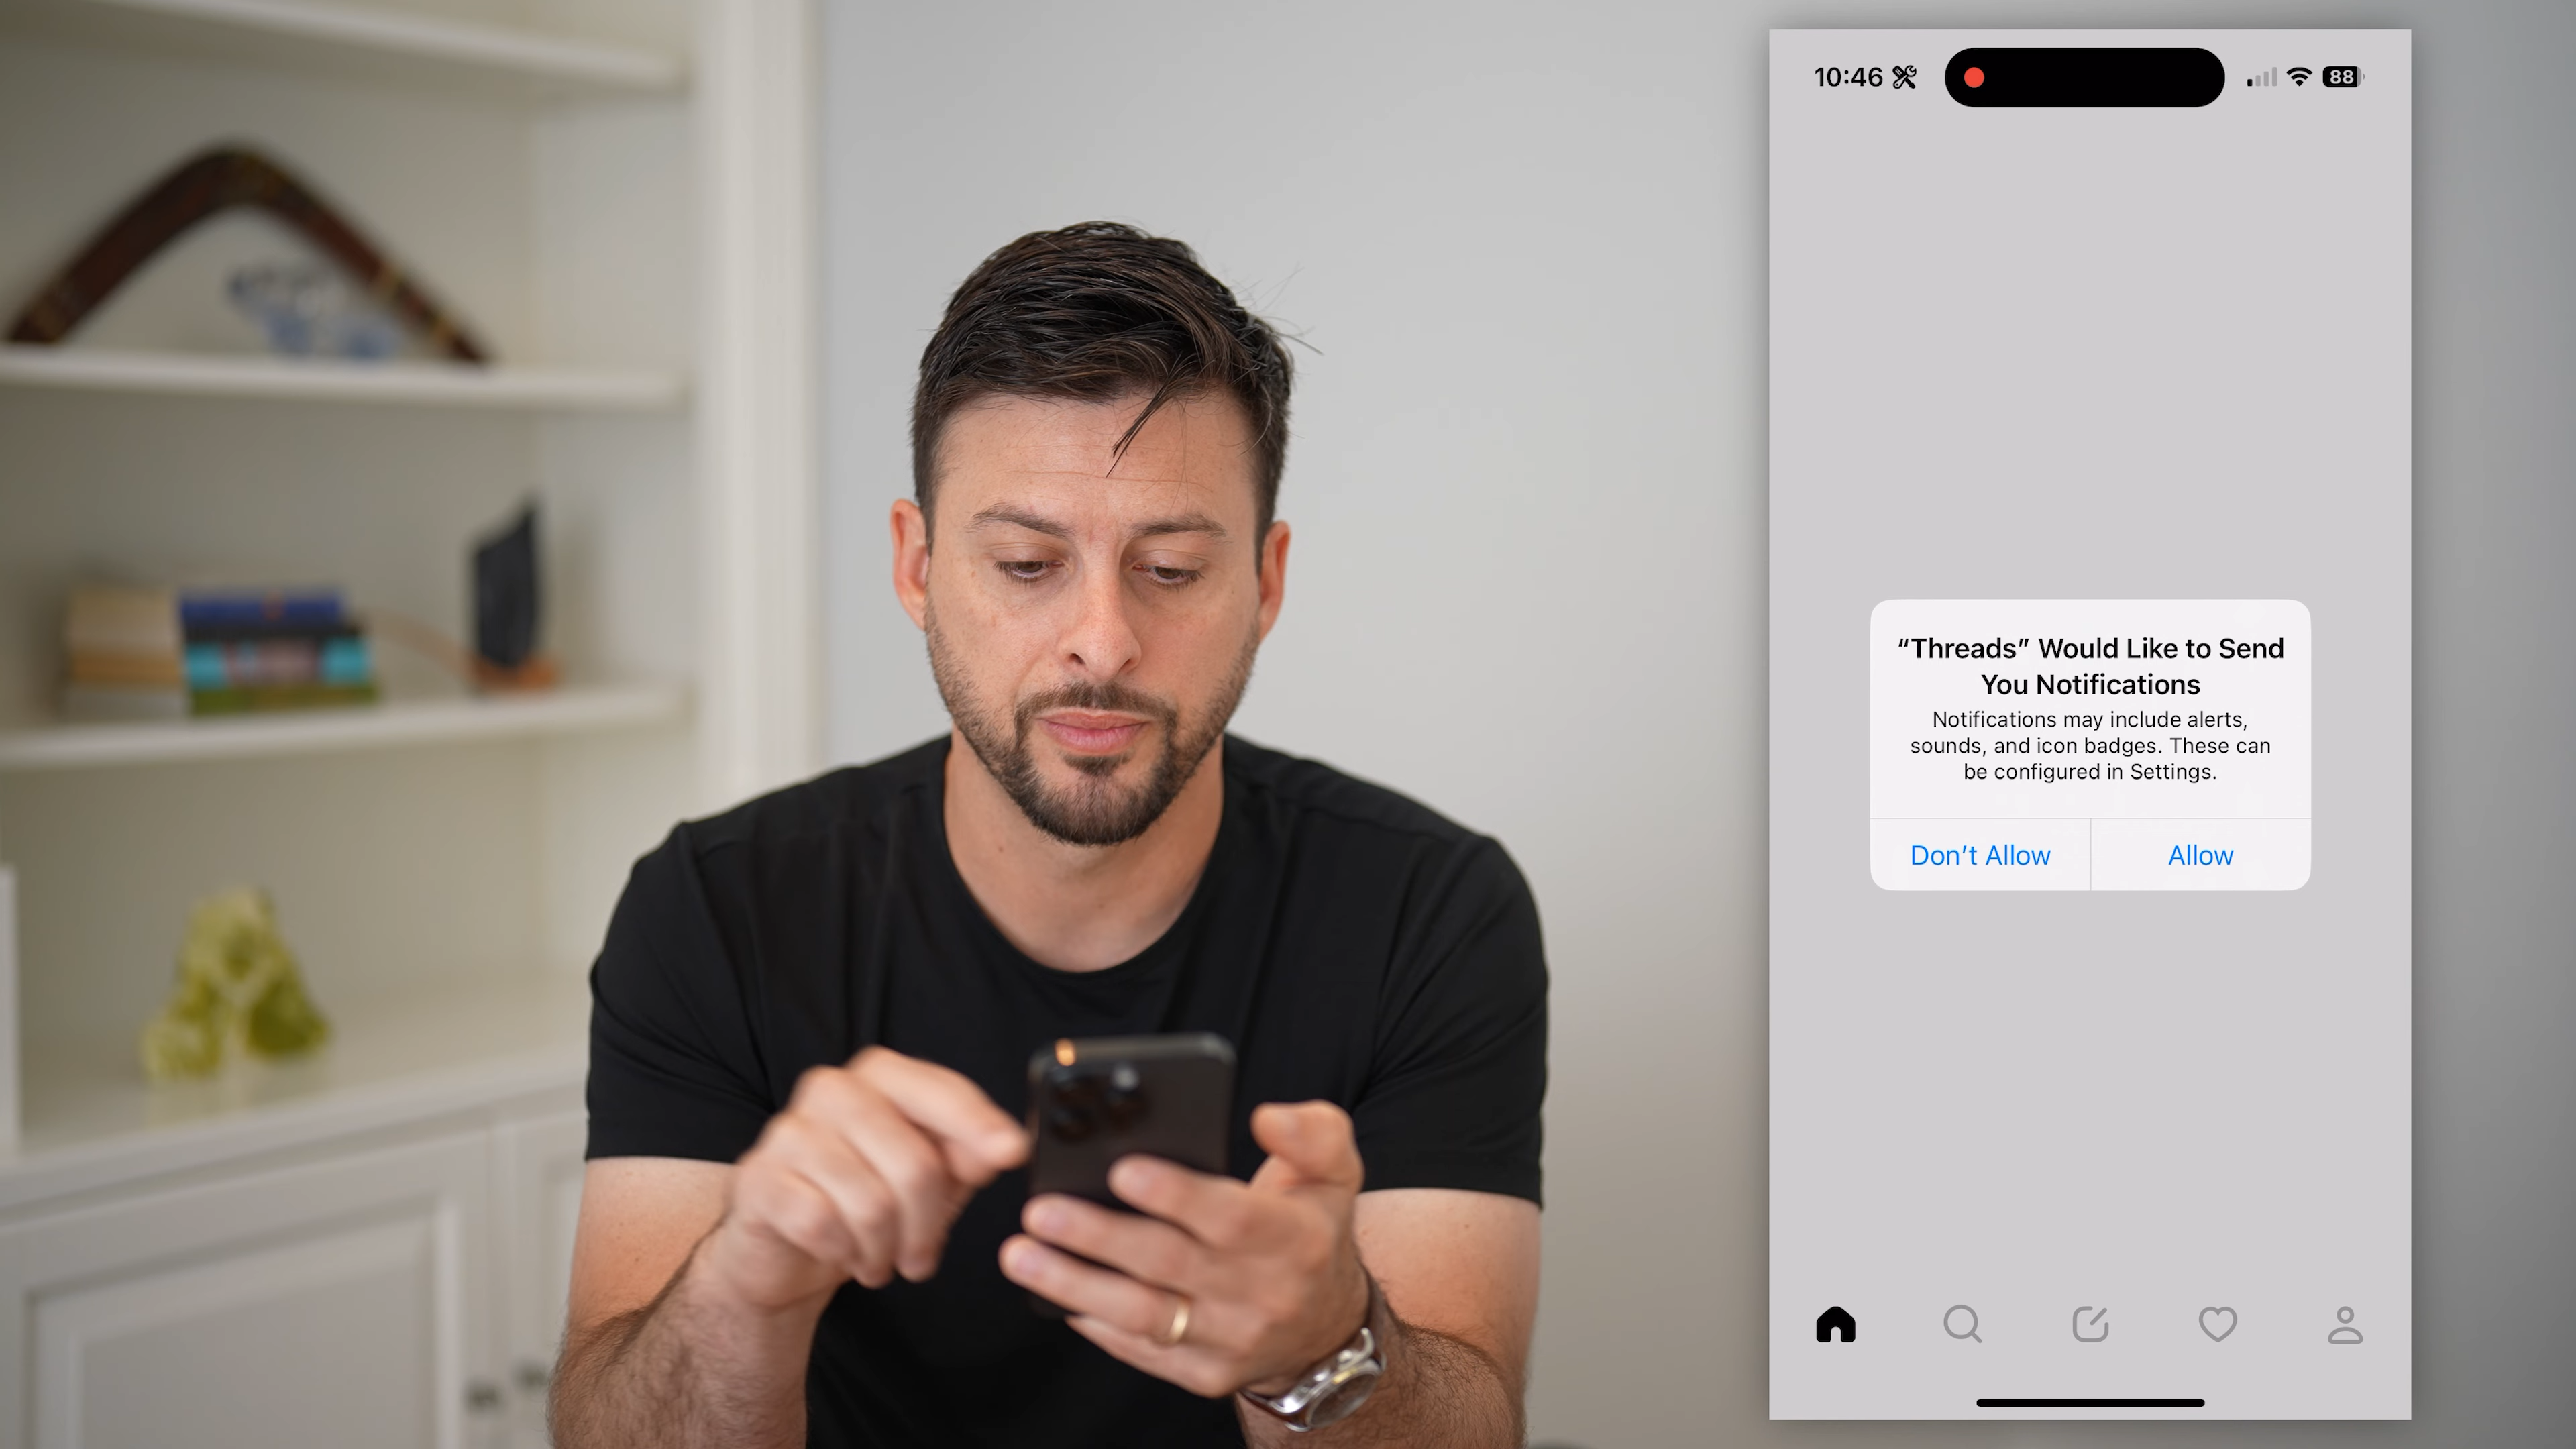 10:46
88
“Threads” Would Like to Send
You Notifications
Notifications may include alerts,
sounds, and icon badges. These can
be configured in Settings.
Don’t Allow
Allow